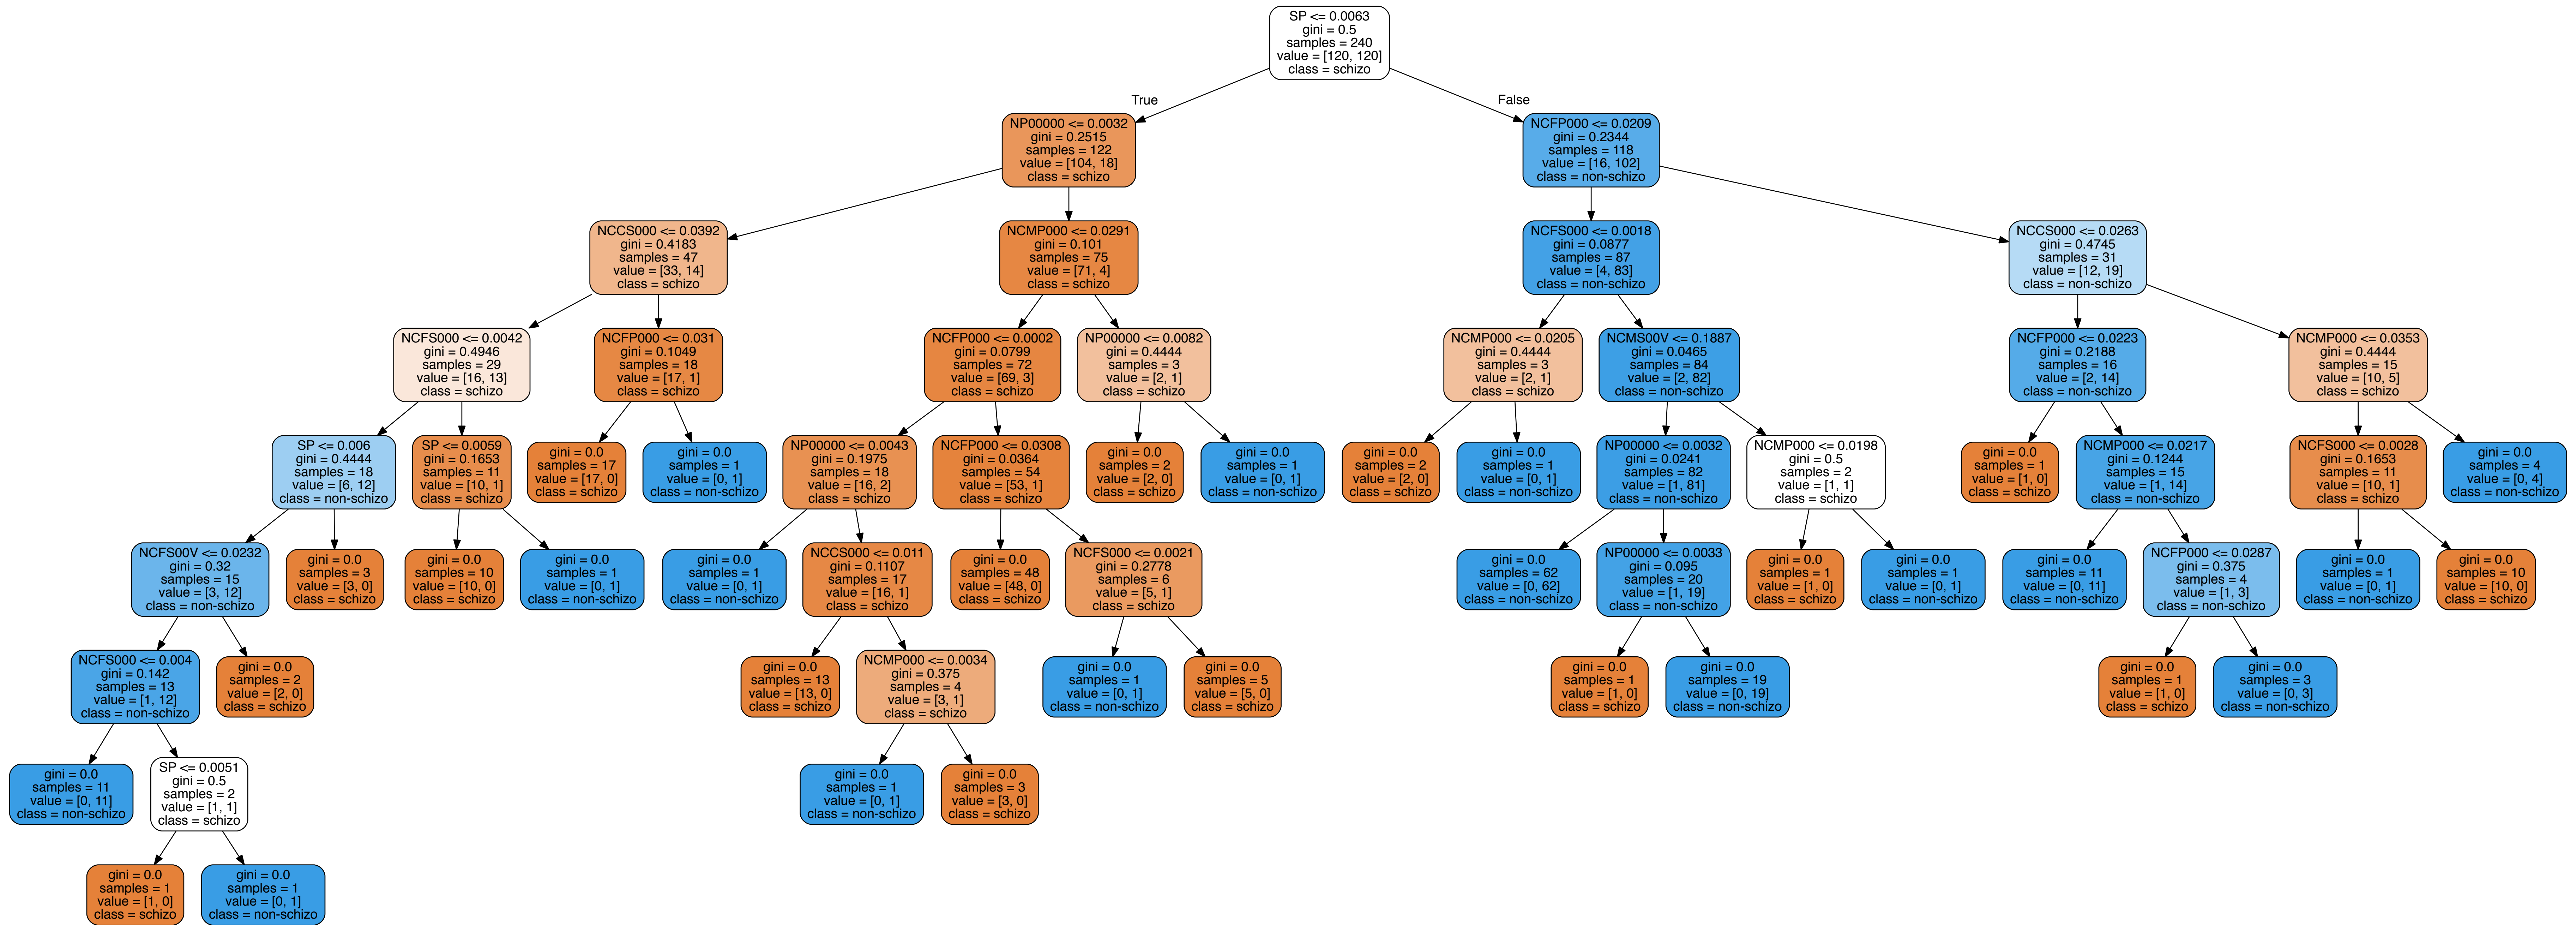 SP <= 0.0063
gini = 0.5
samples = 240
value = [120, 120]
class = schizo
True
False
NP00000 <= 0.0032
gini = 0.2515
samples = 122
value = [104, 18]
class = schizo
NCFP000 <= 0.0209
gini = 0.2344
samples = 118
value = [16, 102]
class = non-schizo
NCCS000 <= 0.0392
gini = 0.4183
samples = 47
value = [33, 14]
class = schizo
NCMP000 <= 0.0291
gini = 0.101
samples = 75
value = [71, 4]
class = schizo
NCFS000 <= 0.0018
gini = 0.0877
samples = 87
value = [4, 83]
class = non-schizo
NCCS000 <= 0.0263
gini = 0.4745
samples = 31
value = [12, 19]
class = non-schizo
NCFS000 <= 0.0042
gini = 0.4946
samples = 29
value = [16, 13]
class = schizo
NCFP000 <= 0.031
gini = 0.1049
samples = 18
value = [17, 1]
class = schizo
NCFP000 <= 0.0002
gini = 0.0799
samples = 72
value = [69, 3]
class = schizo
NP00000 <= 0.0082
gini = 0.4444
samples = 3
value = [2, 1]
class = schizo
NCMP000 <= 0.0205
gini = 0.4444
samples = 3
value = [2, 1]
class = schizo
NCMS00V <= 0.1887
gini = 0.0465
samples = 84
value = [2, 82]
class = non-schizo
NCFP000 <= 0.0223
gini = 0.2188
samples = 16
value = [2, 14]
class = non-schizo
NCMP000 <= 0.0353
gini = 0.4444
samples = 15
value = [10, 5]
class = schizo
SP <= 0.006
gini = 0.4444
samples = 18
value = [6, 12]
class = non-schizo
SP <= 0.0059
gini = 0.1653
samples = 11
value = [10, 1]
class = schizo
gini = 0.0
samples = 17
value = [17, 0]
class = schizo
gini = 0.0
samples = 1
value = [0, 1]
class = non-schizo
NP00000 <= 0.0043
gini = 0.1975
samples = 18
value = [16, 2]
class = schizo
NCFP000 <= 0.0308
gini = 0.0364
samples = 54
value = [53, 1]
class = schizo
gini = 0.0
samples = 2
value = [2, 0]
class = schizo
gini = 0.0
samples = 1
value = [0, 1]
class = non-schizo
gini = 0.0
samples = 2
value = [2, 0]
class = schizo
gini = 0.0
samples = 1
value = [0, 1]
class = non-schizo
NP00000 <= 0.0032
gini = 0.0241
samples = 82
value = [1, 81]
class = non-schizo
NCMP000 <= 0.0198
gini = 0.5
samples = 2
value = [1, 1]
class = schizo
gini = 0.0
samples = 1
value = [1, 0]
class = schizo
NCMP000 <= 0.0217
gini = 0.1244
samples = 15
value = [1, 14]
class = non-schizo
NCFS000 <= 0.0028
gini = 0.1653
samples = 11
value = [10, 1]
class = schizo
gini = 0.0
samples = 4
value = [0, 4]
class = non-schizo
NCFS00V <= 0.0232
gini = 0.32
samples = 15
value = [3, 12]
class = non-schizo
gini = 0.0
samples = 3
value = [3, 0]
class = schizo
gini = 0.0
samples = 10
value = [10, 0]
class = schizo
gini = 0.0
samples = 1
value = [0, 1]
class = non-schizo
gini = 0.0
samples = 1
value = [0, 1]
class = non-schizo
NCCS000 <= 0.011
gini = 0.1107
samples = 17
value = [16, 1]
class = schizo
gini = 0.0
samples = 48
value = [48, 0]
class = schizo
NCFS000 <= 0.0021
gini = 0.2778
samples = 6
value = [5, 1]
class = schizo
gini = 0.0
samples = 62
value = [0, 62]
class = non-schizo
NP00000 <= 0.0033
gini = 0.095
samples = 20
value = [1, 19]
class = non-schizo
gini = 0.0
samples = 1
value = [1, 0]
class = schizo
gini = 0.0
samples = 1
value = [0, 1]
class = non-schizo
gini = 0.0
samples = 11
value = [0, 11]
class = non-schizo
NCFP000 <= 0.0287
gini = 0.375
samples = 4
value = [1, 3]
class = non-schizo
gini = 0.0
samples = 1
value = [0, 1]
class = non-schizo
gini = 0.0
samples = 10
value = [10, 0]
class = schizo
NCFS000 <= 0.004
gini = 0.142
samples = 13
value = [1, 12]
class = non-schizo
gini = 0.0
samples = 2
value = [2, 0]
class = schizo
gini = 0.0
samples = 13
value = [13, 0]
class = schizo
NCMP000 <= 0.0034
gini = 0.375
samples = 4
value = [3, 1]
class = schizo
gini = 0.0
samples = 1
value = [0, 1]
class = non-schizo
gini = 0.0
samples = 5
value = [5, 0]
class = schizo
gini = 0.0
samples = 1
value = [1, 0]
class = schizo
gini = 0.0
samples = 19
value = [0, 19]
class = non-schizo
gini = 0.0
samples = 1
value = [1, 0]
class = schizo
gini = 0.0
samples = 3
value = [0, 3]
class = non-schizo
gini = 0.0
samples = 11
value = [0, 11]
class = non-schizo
SP <= 0.0051
gini = 0.5
samples = 2
value = [1, 1]
class = schizo
gini = 0.0
samples = 1
value = [0, 1]
class = non-schizo
gini = 0.0
samples = 3
value = [3, 0]
class = schizo
gini = 0.0
samples = 1
value = [1, 0]
class = schizo
gini = 0.0
samples = 1
value = [0, 1]
class = non-schizo